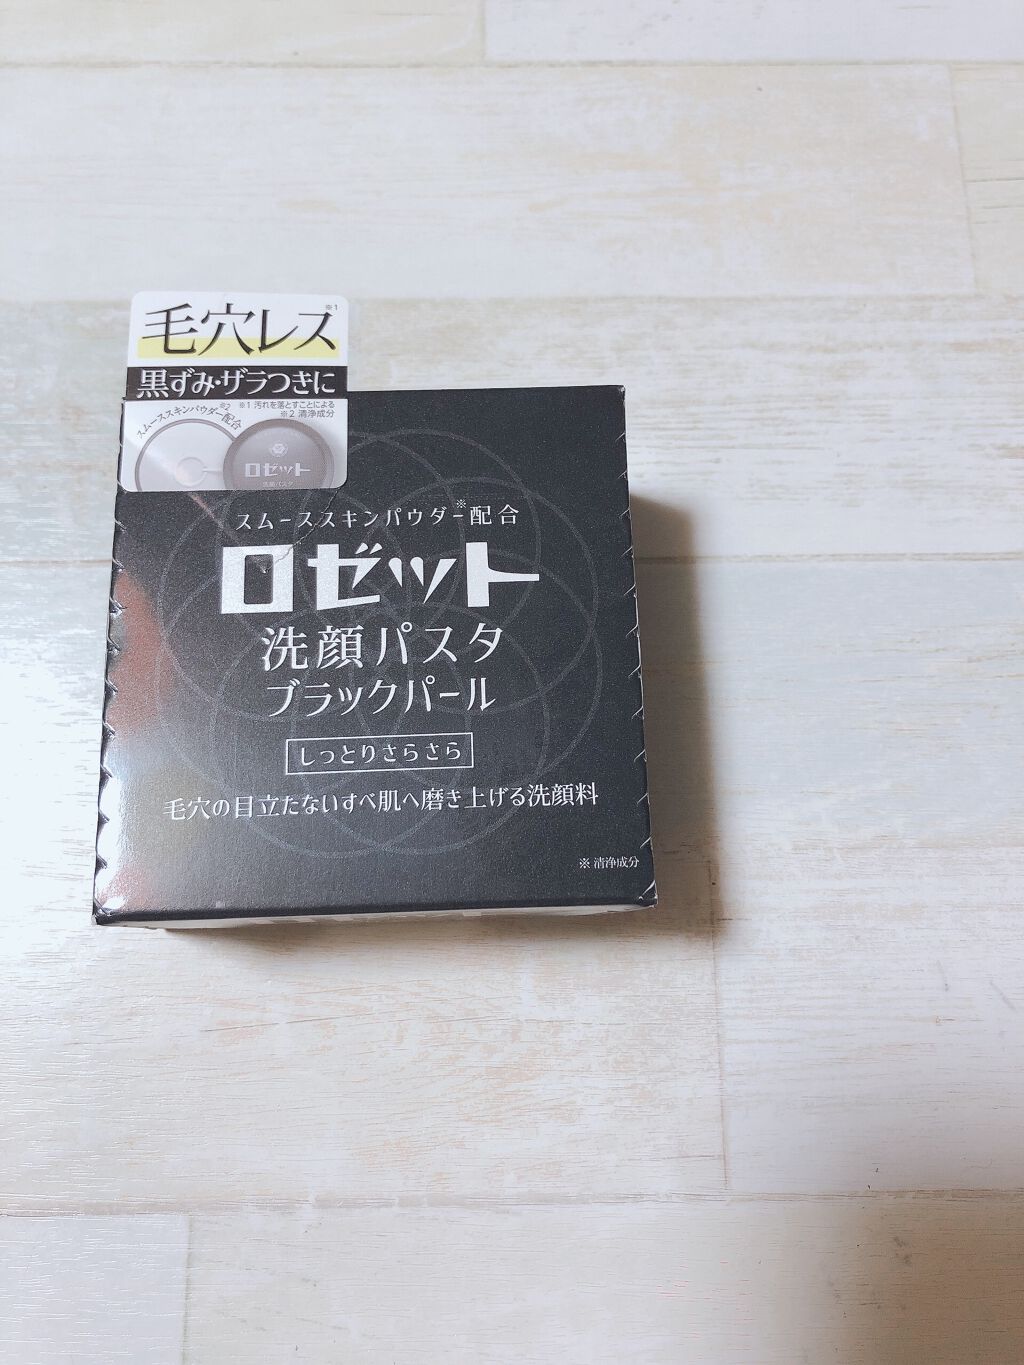 毛穴レス※1
黒ずみ・ザラつきに
※1 汚れを落とすことによる
※2 清浄成分
スムーススキンパウダー※2配合
ロゼット
洗顔パスタ
スムーススキンパウダー※配合
ロゼット
洗顔パスタ
ブラックパール
しっとりさらさら
毛穴の目立たないすべ肌へ磨き上げる洗顔料
※ 清浄成分